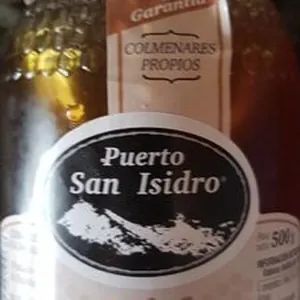 Garantía
COLMENARES
PROPIOS
Puerto
San Isidro
500